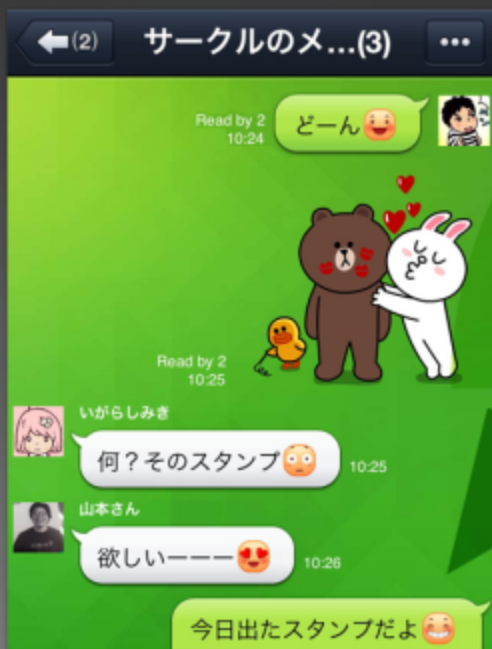 (2)
サークルのメ...(3)
Read by 2
10:24
どーん
Read by 2
10:25
いがらしみき
何?そのスタンプ
10:25
山本さん
欲しいーーー
10:26
今日出たスタンプだよ